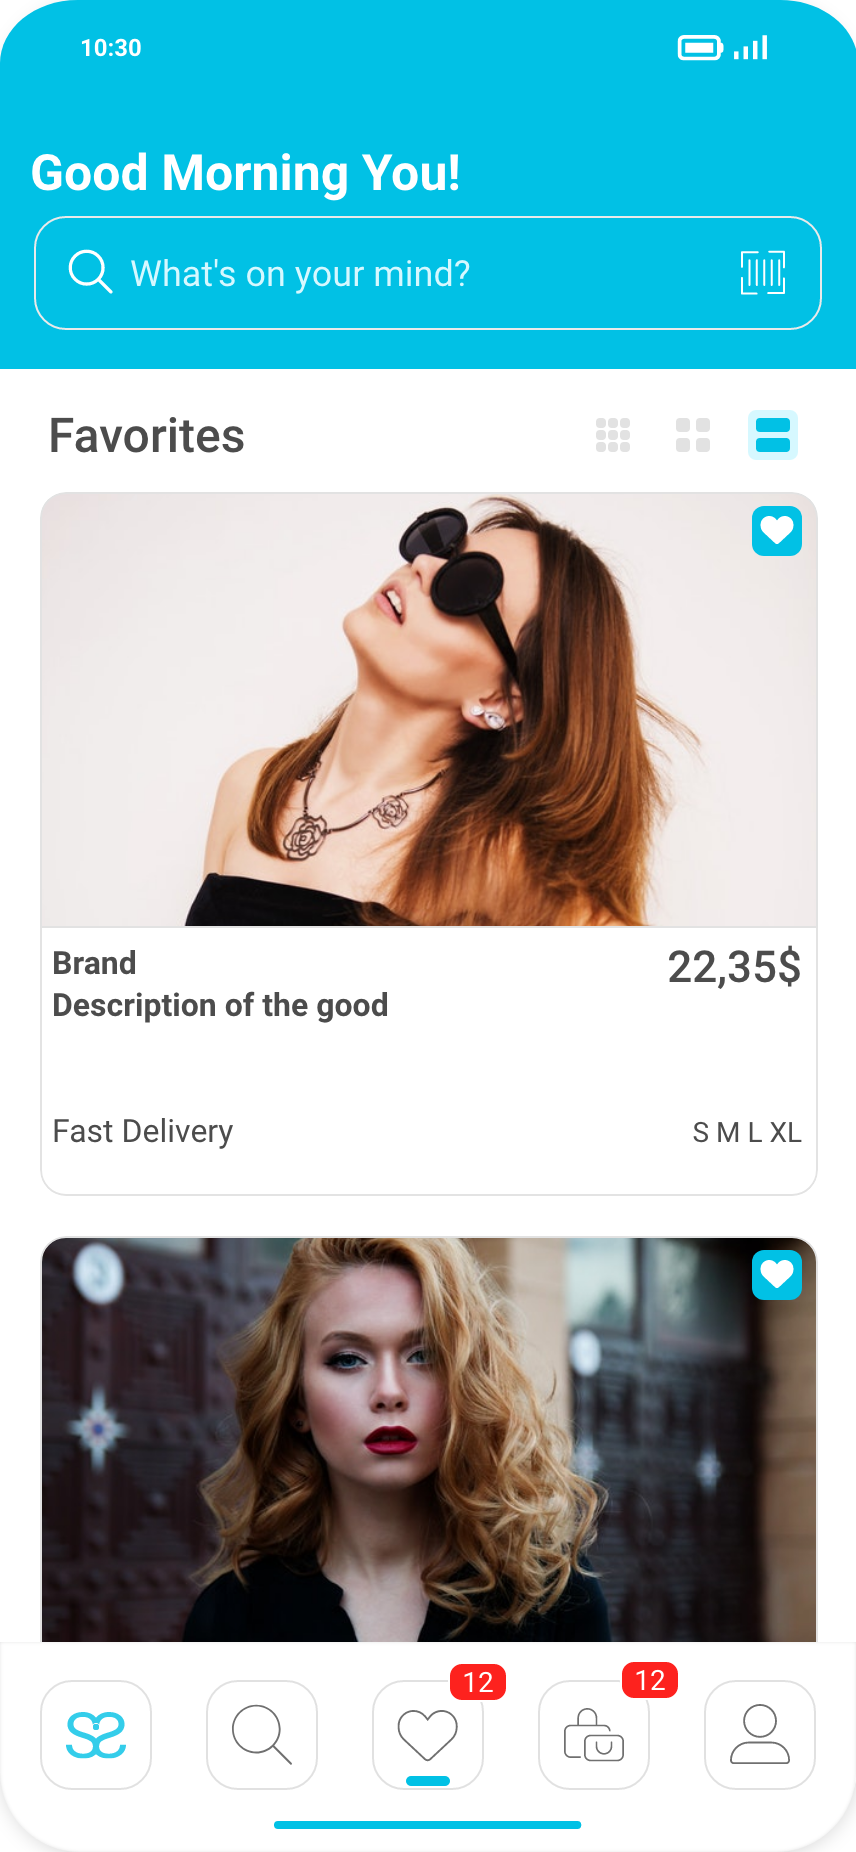 10:30
Good Morning You!
What's on your mind?
Favorites
Brand
22,35$
Description of the good
Fast Delivery
S M L XL
12
12